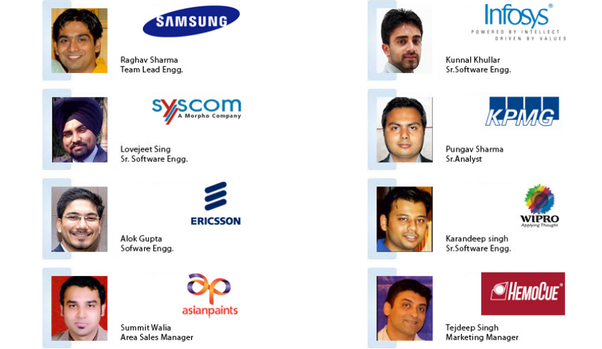 SAMSUNG
Raghav Sharma
Team Lead Engg.
Infosys®
POWERED BY INTELLECT
DRIVEN BY VALUES
Kunnal Khullar
Sr.Software Engg.
syscom
A Morpho Company
Lovejeet Sing
Sr. Software Engg.
KPMG
Pungav Sharma
Sr.Analyst
ERICSSON
Alok Gupta
Sofware Engg.
WIPRO
Applying Thought
Karandeep singh
Sr.Software Engg.
ap
asianpaints
Summit Walia
Area Sales Manager
HEMOCUE®
Tejdeep Singh
Marketing Manager